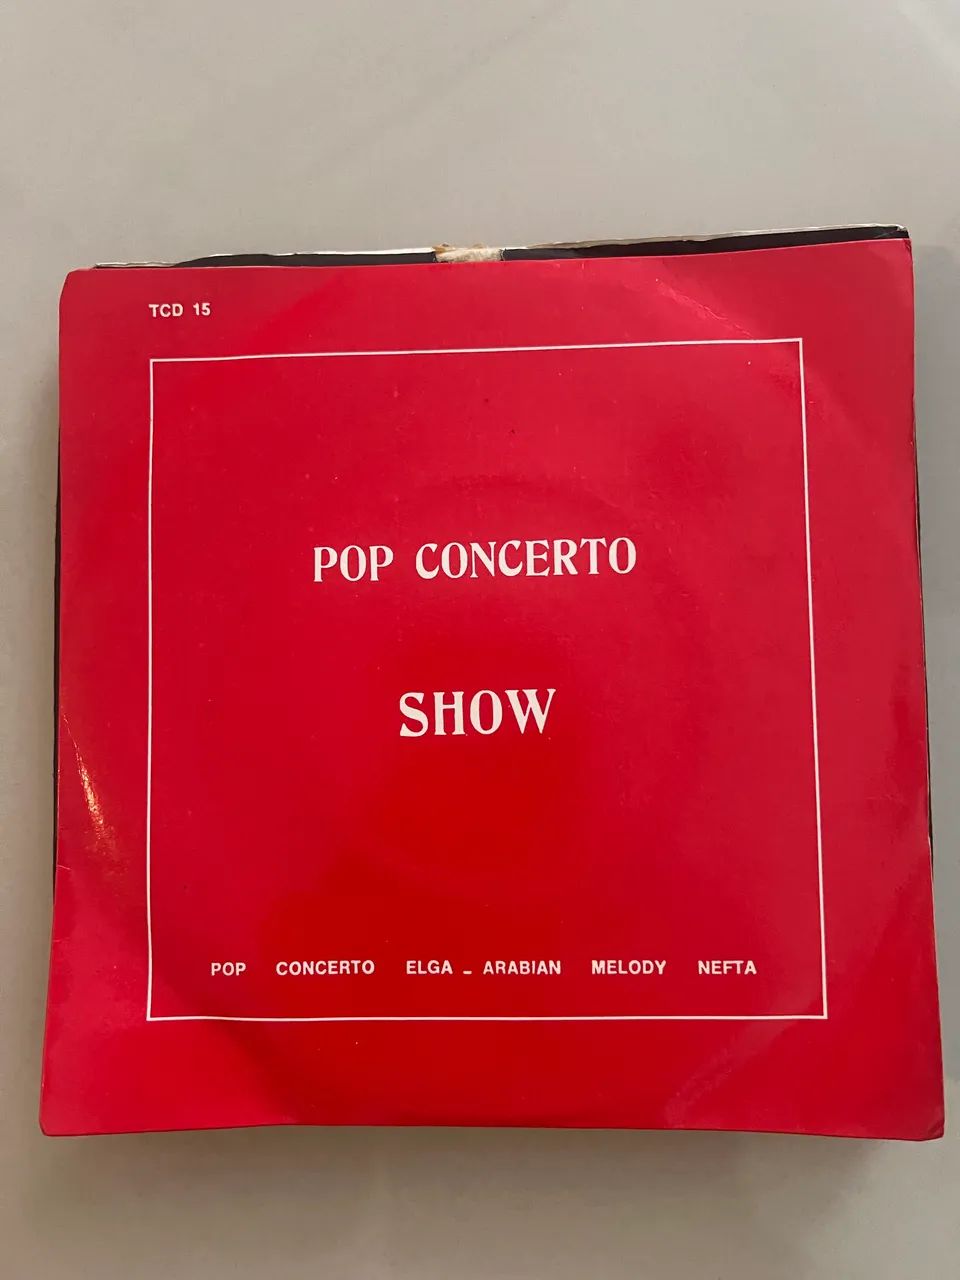 TCD 15
POP CONCERTO
SHOW
POP CONCERTO ELGA - ARABIAN MELODY NEFTA